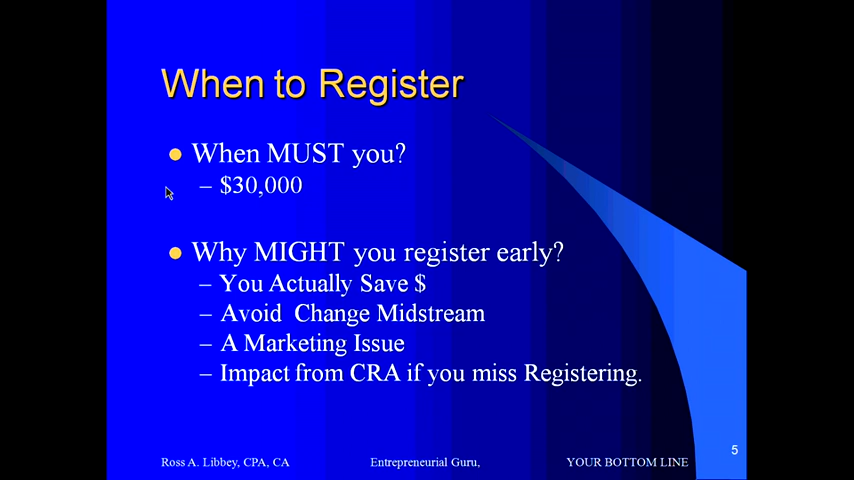 When to Register
When MUST you?
– $30,000
Why MIGHT you register early?
– You Actually Save $
– Avoid Change Midstream
– A Marketing Issue
– Impact from CRA if you miss Registering.
5
Ross A. Libbey, CPA, CA Entrepreneurial Guru, YOUR BOTTOM LINE